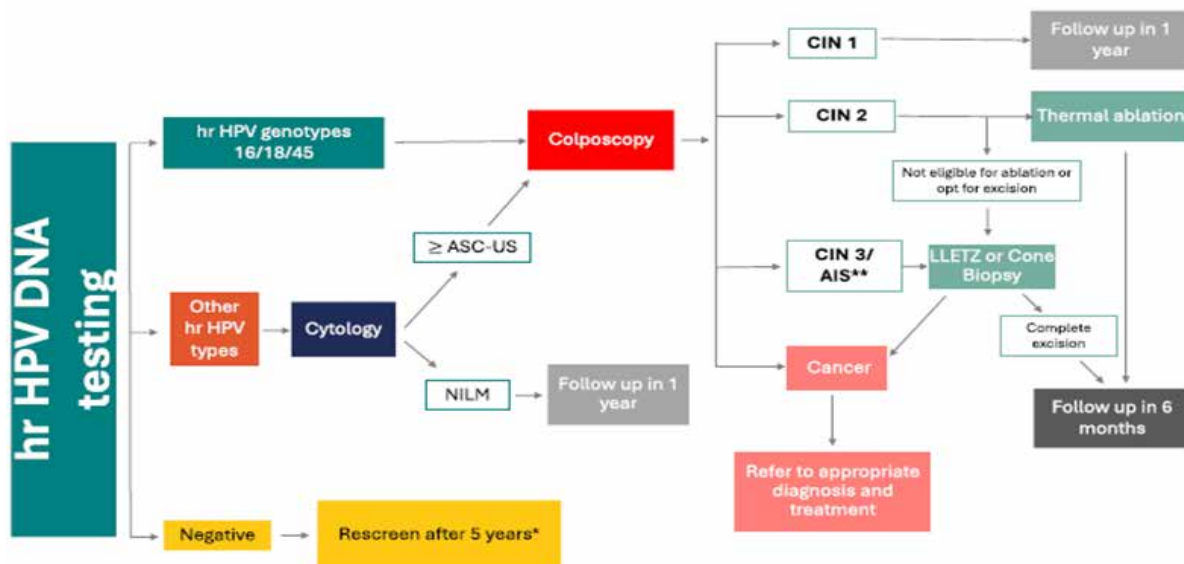 hr HPV DNA
testing
hr HPV genotypes
16/18/45
Other
hr HPV
types
Negative
Cytology
≥ ASC-US
NILM
Follow up in 1
year
Rescreen after 5 years*
Colposcopy
CIN 1
Follow up in 1
year
CIN 2
Thermal ablation
Not eligible for ablation or
opt for excision
CIN 3/
AIS**
LLETZ or Cone
Biopsy
Complete
excision
Cancer
Follow up in 6
months
Refer to appropriate
diagnosis and
treatment